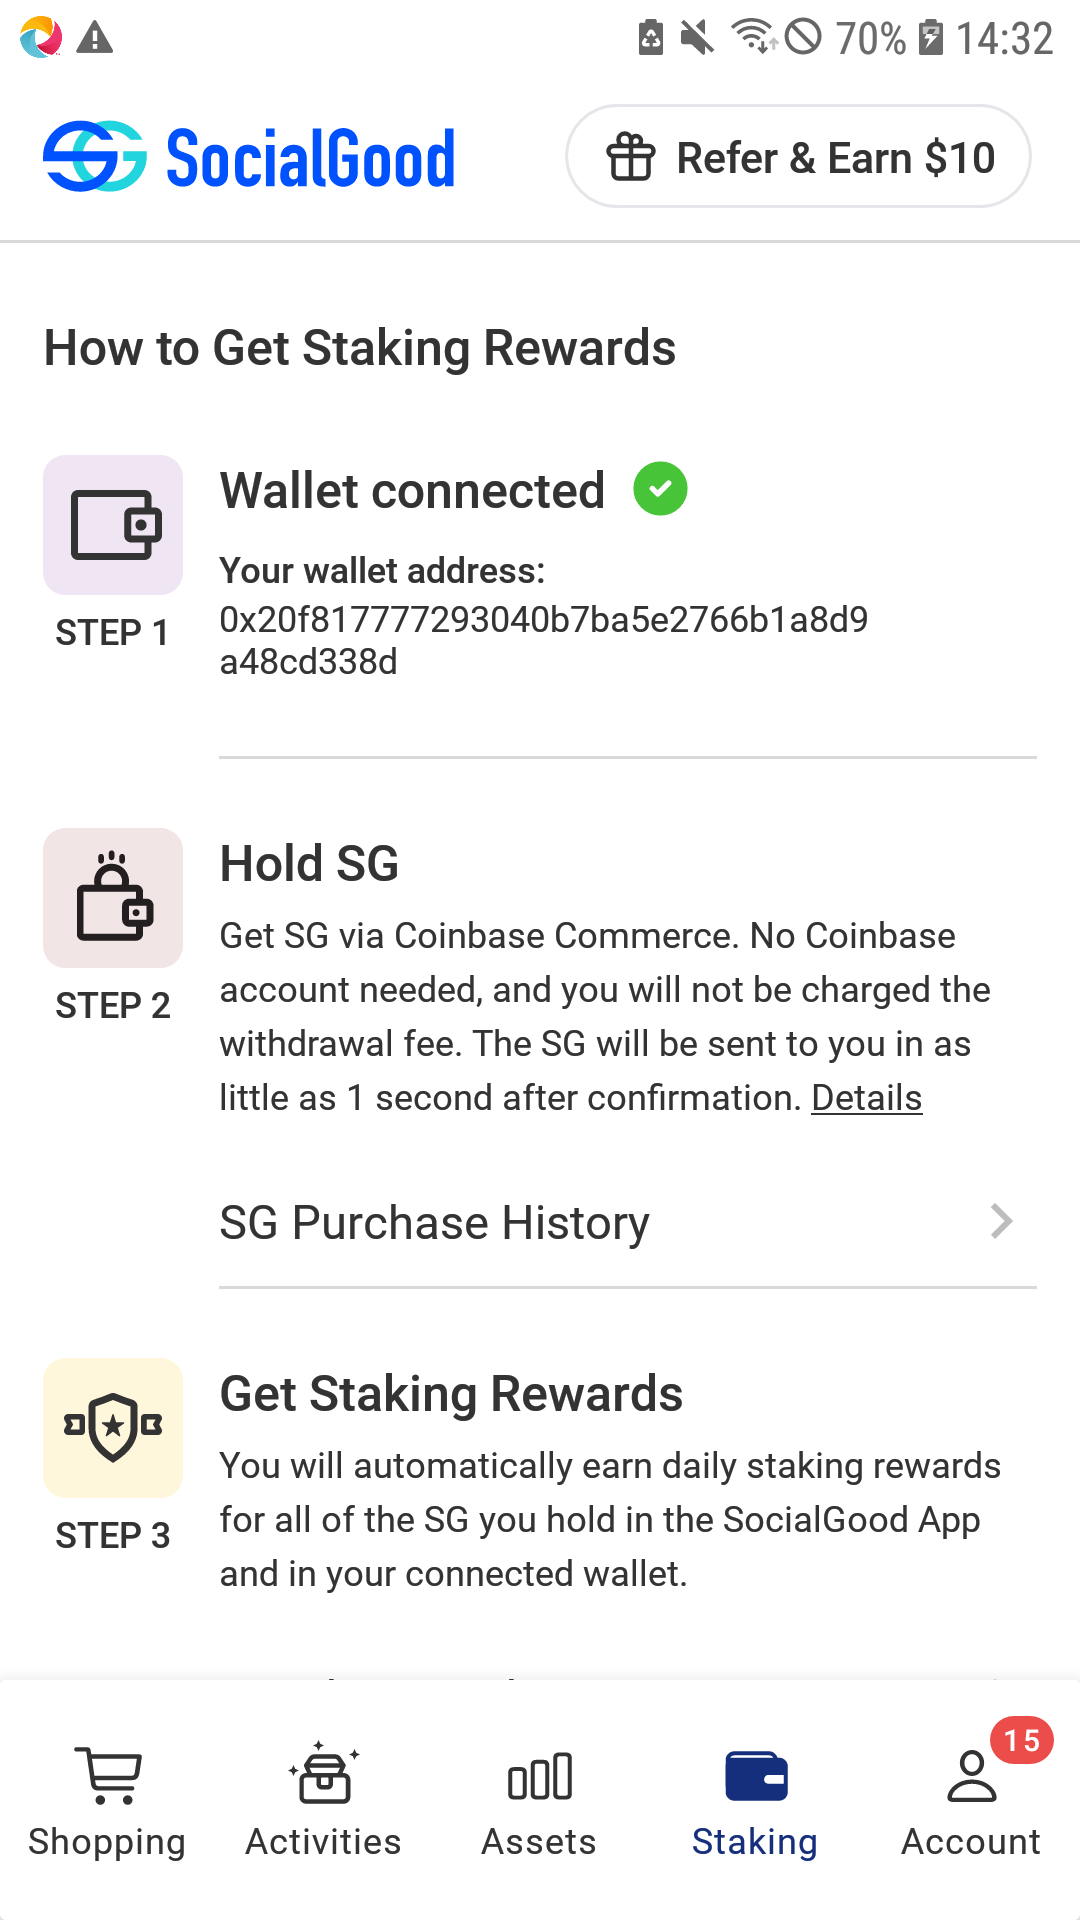 70% 14:32
SocialGood
Refer & Earn $10
How to Get Staking Rewards
Wallet connected
Your wallet address:
0x20f817777293040b7ba5e2766b1a8d9
a48cd338d
STEP 1
Hold SG
Get SG via Coinbase Commerce. No Coinbase
account needed, and you will not be charged the
withdrawal fee. The SG will be sent to you in as
little as 1 second after confirmation. Details
STEP 2
SG Purchase History
Get Staking Rewards
You will automatically earn daily staking rewards
for all of the SG you hold in the SocialGood App
and in your connected wallet.
STEP 3
15
Shopping
Activities
Assets
Staking
Account